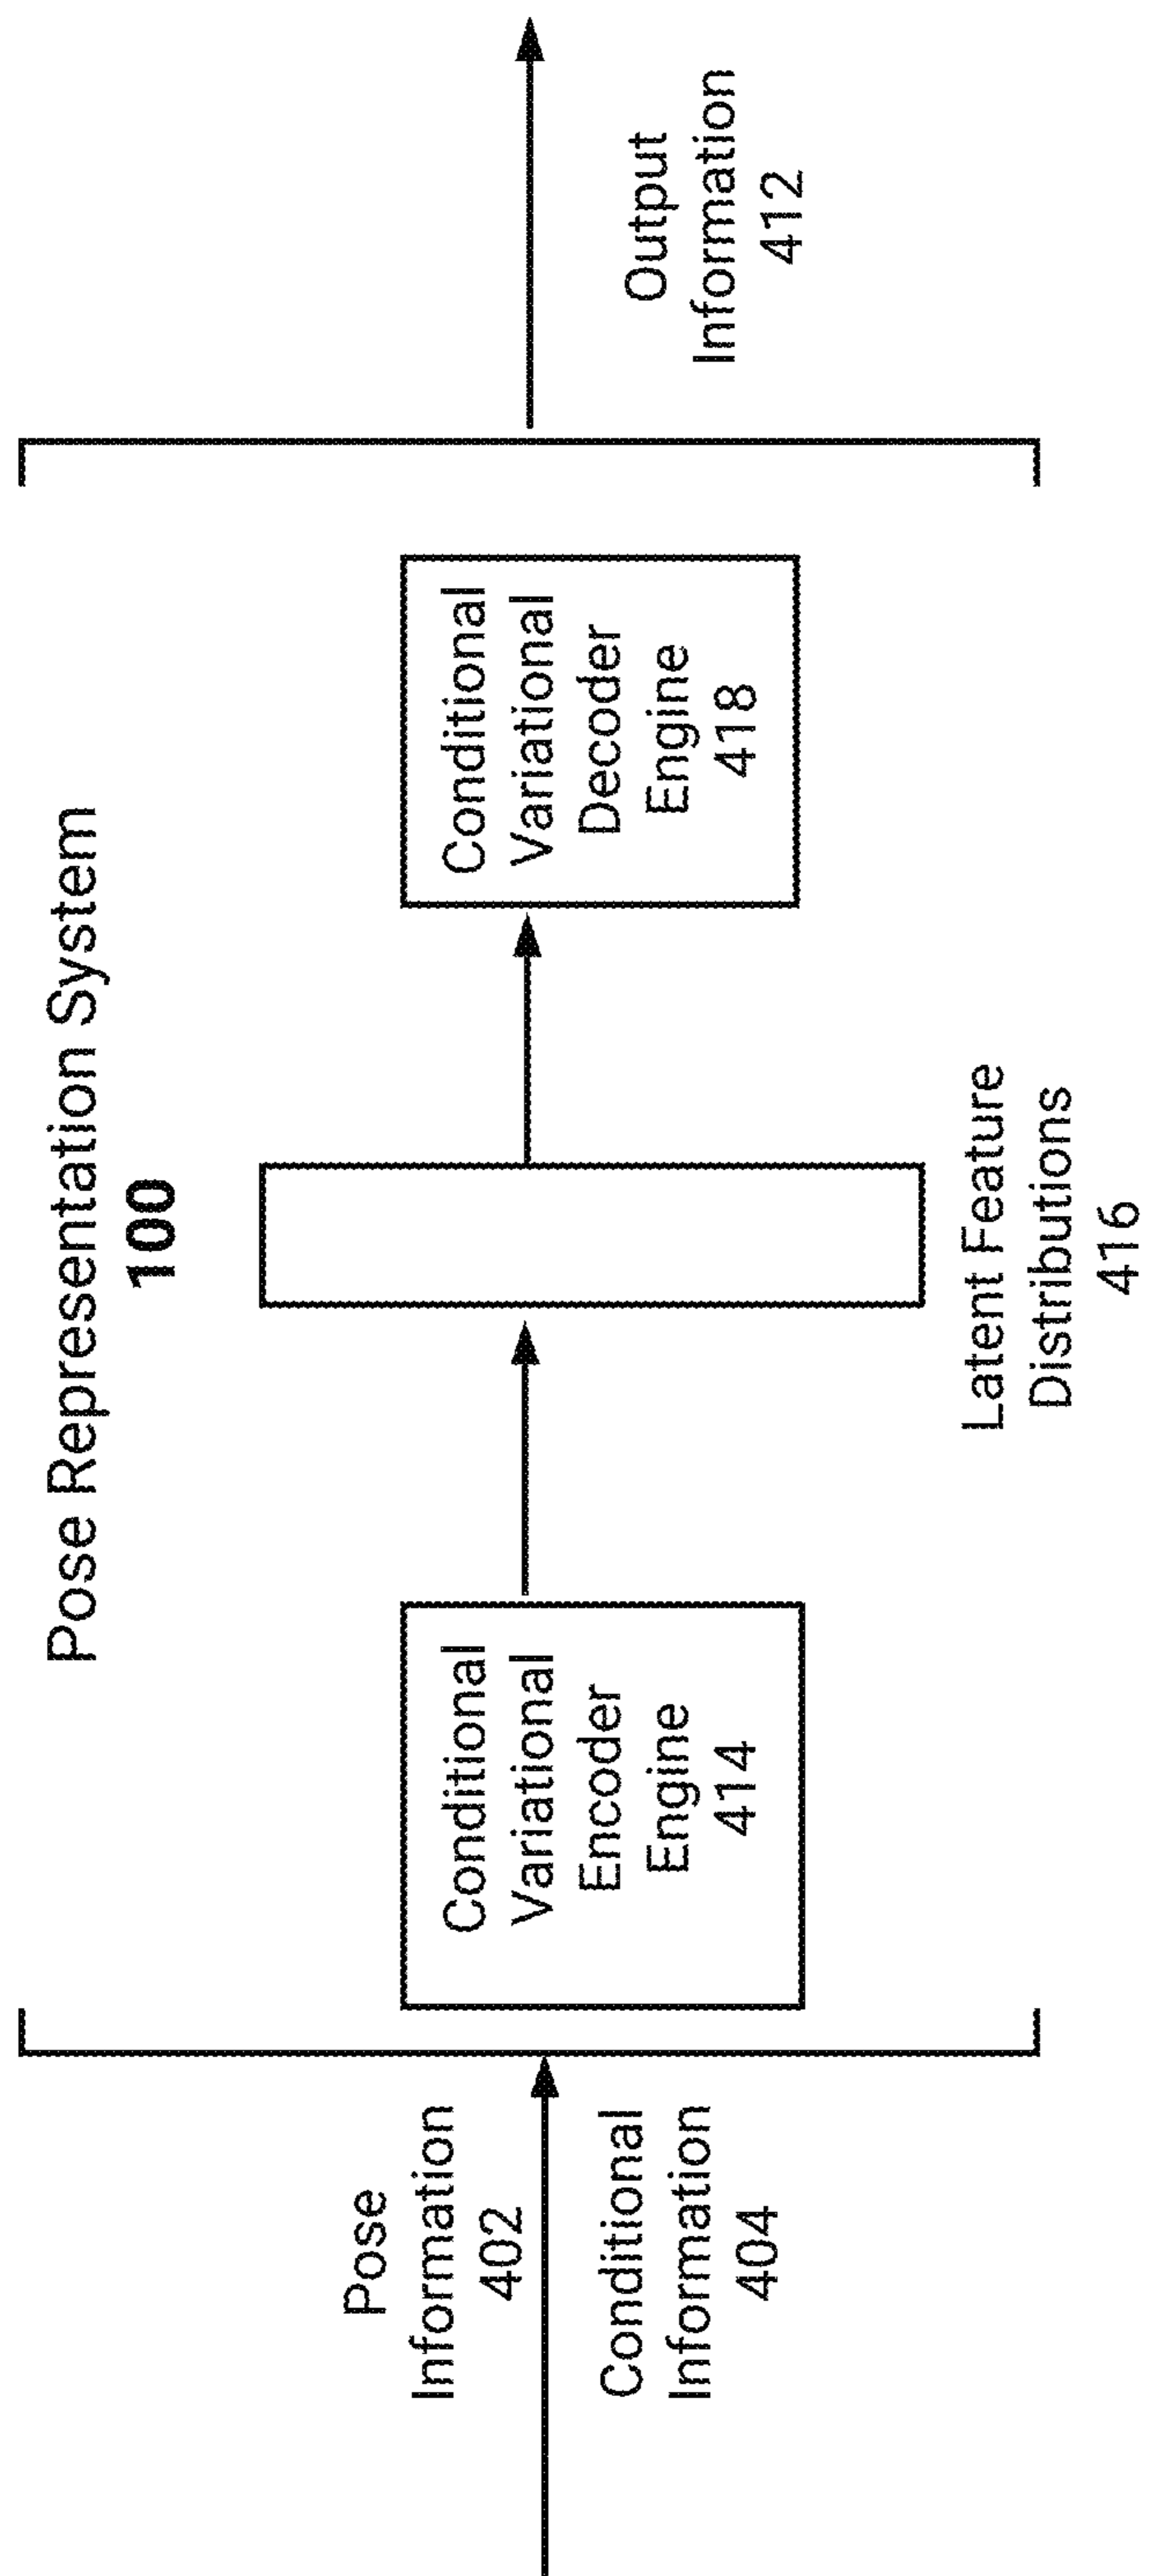 Pose Representation System
100
Pose
Information
402
Conditional
Information
404
Conditional
Variational
Encoder
Engine
414
Latent Feature
Distributions
416
Conditional
Variational
Decoder
Engine
418
Output
Information
412